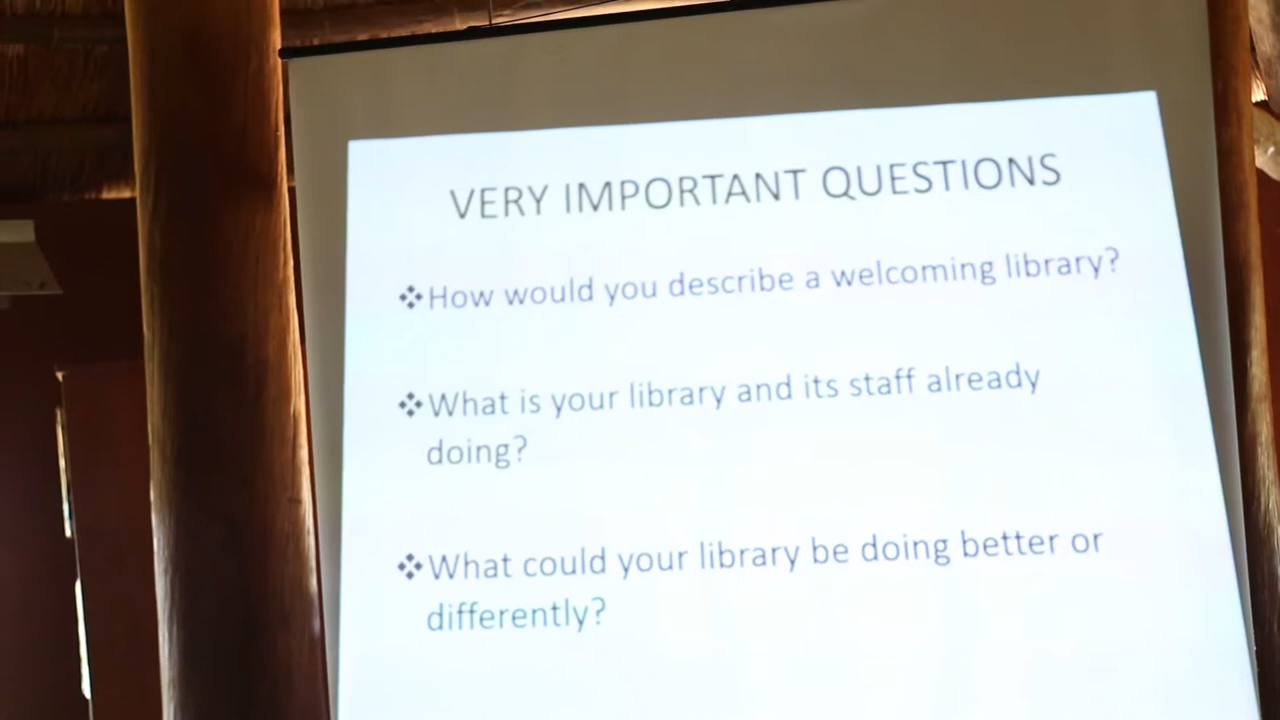 VERY IMPORTANT QUESTIONS
❖How would you describe a welcoming library?
❖What is your library and its staff already
doing?
❖What could your library be doing better or
differently?